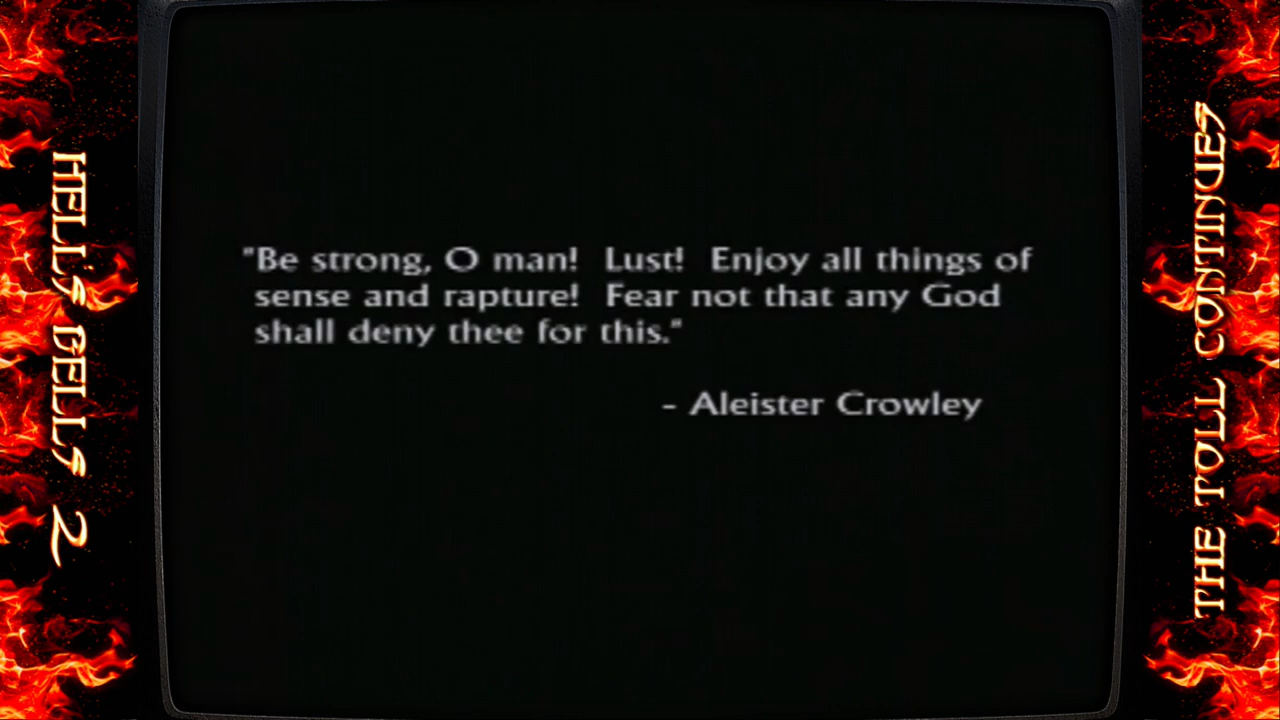 HELL'S BELLS 2
"Be strong, O man!  Lust!  Enjoy all things of
sense and rapture!  Fear not that any God
shall deny thee for this."
- Aleister Crowley
THE TOLL CONTINUES